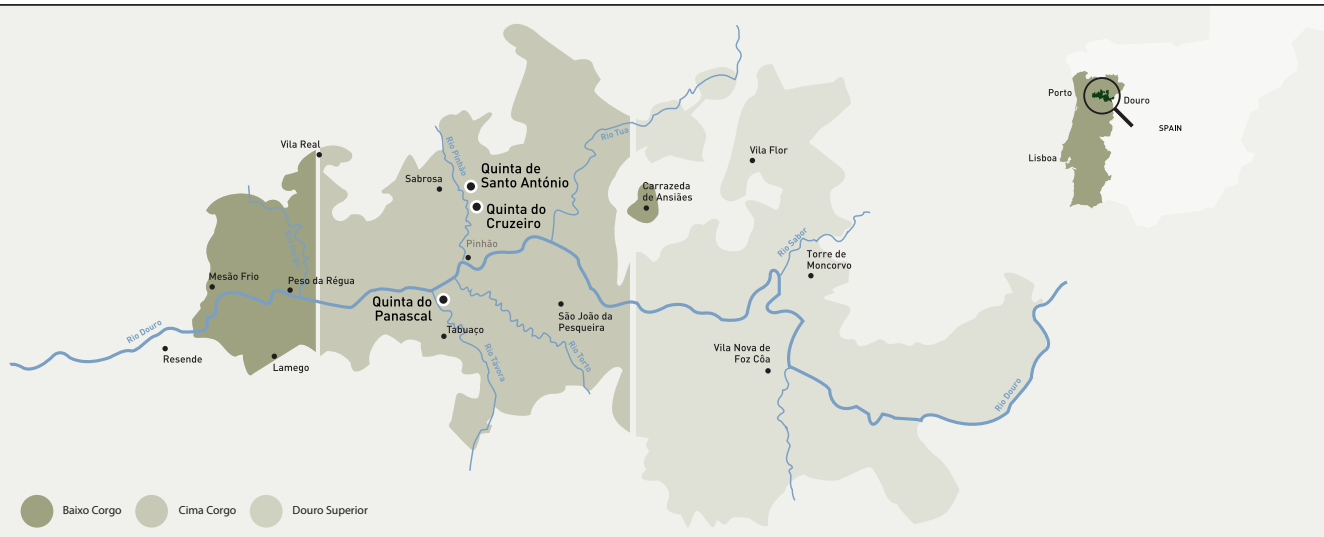 Vila Real
Sabrosa
Rio Pinhão
Quinta de
Santo António
Quinta do
Cruzeiro
Pinhão
Rio Tua
Carrazeda
de Ansiães
Vila Flor
Rio Sabor
Torre de
Moncorvo
Mesão Frio
Peso da Régua
Quinta do
Panascal
Tabuaço
São João da
Pesqueira
Rio Douro
Resende
Lamego
Rio Távora
Rio Torto
Vila Nova de
Foz Côa
Rio Douro
Porto
Douro
SPAIN
Lisboa
Baixo Corgo
Cima Corgo
Douro Superior